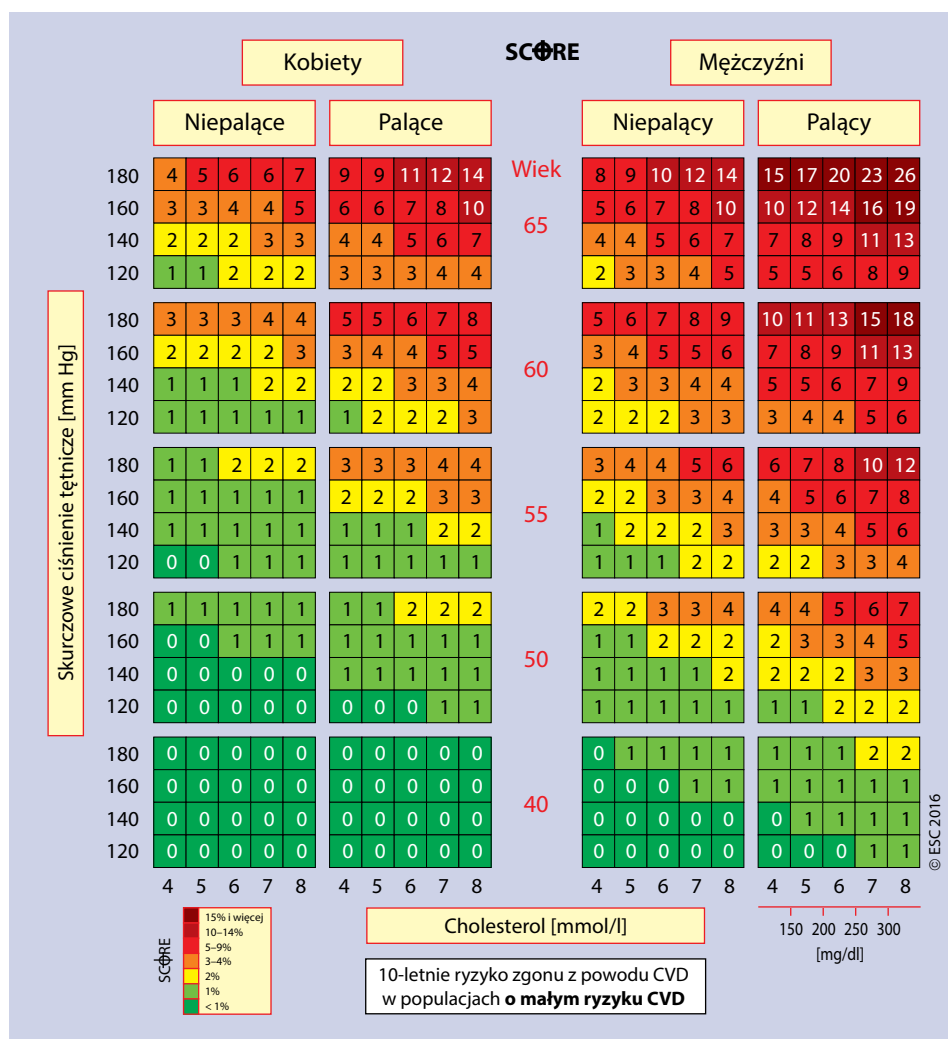 Kobiety SCORE Mężczyźni
Niepalące Palące Niepalący Palący
Wiek
180 4 5 6 6 7 9 9 11 12 14 8 9 10 12 14 15 17 20 23 26
160 3 3 4 4 5 6 6 7 8 10 5 6 7 8 10 10 12 14 16 19
65
140 2 2 2 3 3 4 4 5 6 7 4 4 5 6 7 7 8 9 11 13
120 1 1 2 2 2 3 3 3 4 4 2 3 3 4 5 5 5 6 8 9
180 3 3 3 4 4 5 5 6 7 8 5 6 7 8 9 10 11 13 15 18
160 2 2 2 2 3 3 4 4 5 5 3 4 5 5 6 7 8 9 11 13
60
140 1 1 1 2 2 2 2 3 3 4 2 3 3 4 4 5 5 6 7 9
120 1 1 1 1 1 1 2 2 2 3 2 2 2 3 3 3 4 4 5 6
180 1 1 2 2 2 3 3 3 4 4 3 4 4 5 6 6 7 8 10 12
160 1 1 1 1 1 2 2 2 3 3 2 2 3 3 4 4 5 6 7 8
55
140 1 1 1 1 1 1 1 1 2 2 1 2 2 2 3 3 3 4 5 6
120 0 0 1 1 1 1 1 1 1 1 1 1 1 2 2 2 2 3 3 4
180 1 1 1 1 1 1 1 2 2 2 2 2 3 3 4 4 4 5 6 7
160 0 0 1 1 1 1 1 1 1 1 1 1 2 2 2 2 3 3 4 5
50
140 0 0 0 0 0 1 1 1 1 1 1 1 1 1 2 2 2 2 3 3
120 0 0 0 0 0 0 0 0 1 1 1 1 1 1 1 1 1 2 2 2
180 0 0 0 0 0 0 0 0 0 0 0 1 1 1 1 1 1 1 2 2
160 0 0 0 0 0 0 0 0 0 0 0 0 0 1 1 1 1 1 1 1
40
140 0 0 0 0 0 0 0 0 0 0 0 0 0 0 0 0 1 1 1 1
120 0 0 0 0 0 0 0 0 0 0 0 0 0 0 0 0 0 0 1 1
4 5 6 7 8 4 5 6 7 8 4 5 6 7 8 4 5 6 7 8
Skurczowe ciśnienie tętnicze [mm Hg]
© ESC 2016
SCORE
15% i więcej
10–14%
5–9%
3–4%
2%
1%
< 1%
Cholesterol [mmol/l]
150 200 250 300
[mg/dl]
10-letnie ryzyko zgonu z powodu CVD
w populacjach o małym ryzyku CVD